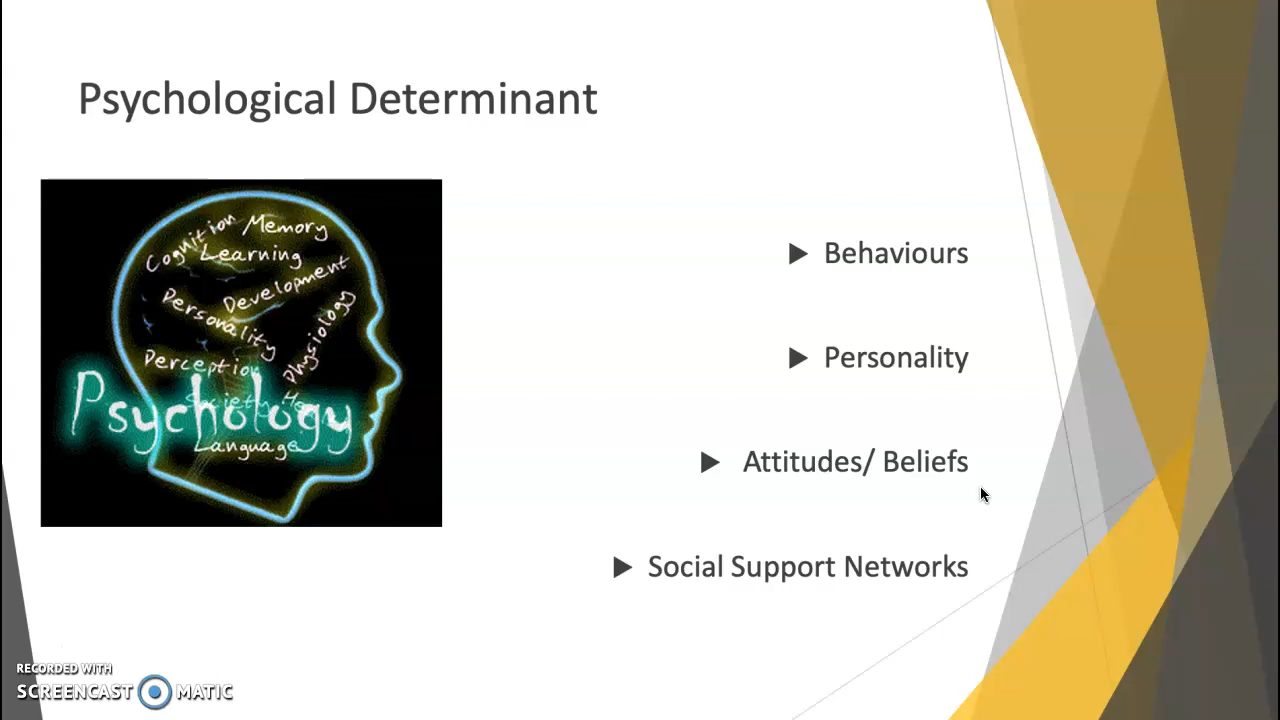 Psychological Determinant
Cognition
Memory
Learning
Development
Personality
Physiology
Perception
Society
Psychology
Language
Behaviours
Personality
Attitudes/ Beliefs
Social Support Networks
RECORDED WITH
SCREENCAST MATIC